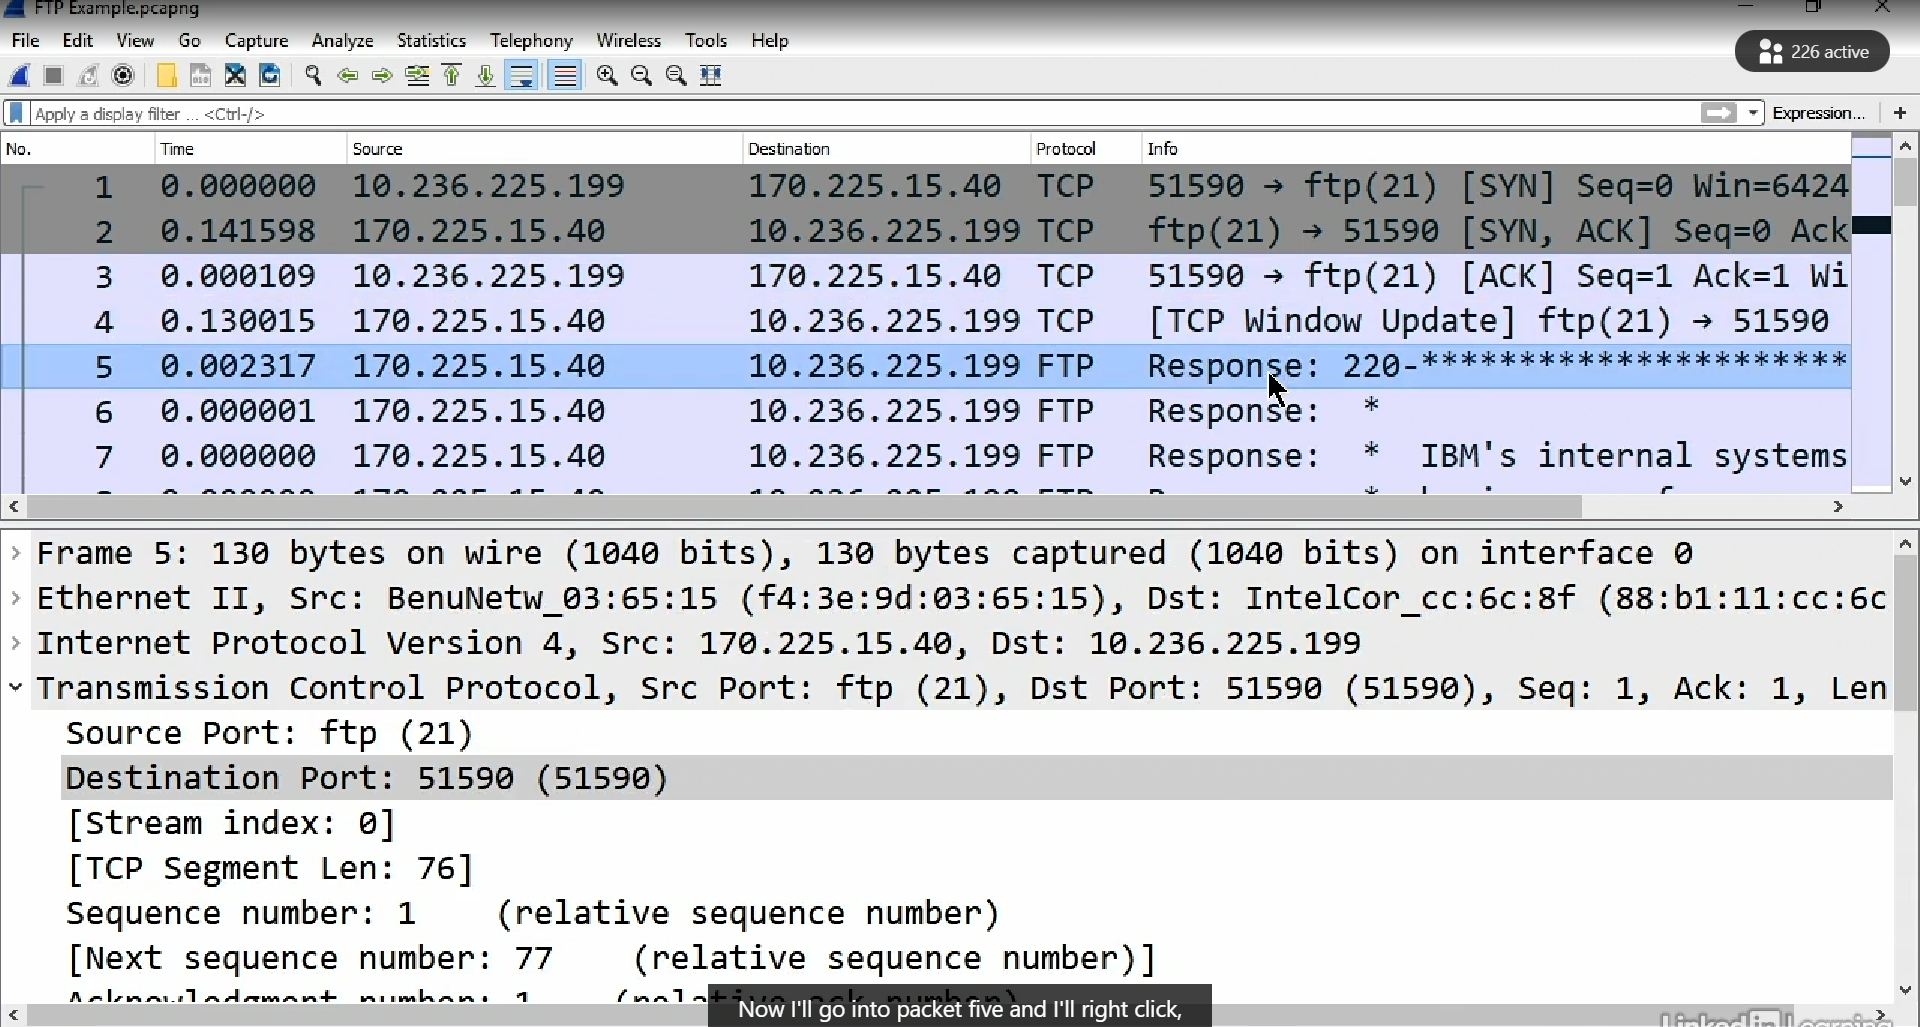 FTP Example.pcapng
File Edit View Go Capture Analyze Statistics Telephony Wireless Tools Help
226 active
Apply a display filter ... <Ctrl-/> Expression... +
No. Time Source Destination Protocol Info
1 0.000000 10.236.225.199 170.225.15.40 TCP 51590 → ftp(21) [SYN] Seq=0 Win=6424
2 0.141598 170.225.15.40 10.236.225.199 TCP ftp(21) → 51590 [SYN, ACK] Seq=0 Ack
3 0.000109 10.236.225.199 170.225.15.40 TCP 51590 → ftp(21) [ACK] Seq=1 Ack=1 Wi
4 0.130015 170.225.15.40 10.236.225.199 TCP [TCP Window Update] ftp(21) → 51590
5 0.002317 170.225.15.40 10.236.225.199 FTP Response: 220-**********************
6 0.000001 170.225.15.40 10.236.225.199 FTP Response: *
7 0.000000 170.225.15.40 10.236.225.199 FTP Response: * IBM's internal systems
Frame 5: 130 bytes on wire (1040 bits), 130 bytes captured (1040 bits) on interface 0
Ethernet II, Src: BenuNetw_03:65:15 (f4:3e:9d:03:65:15), Dst: IntelCor_cc:6c:8f (88:b1:11:cc:6c
Internet Protocol Version 4, Src: 170.225.15.40, Dst: 10.236.225.199
Transmission Control Protocol, Src Port: ftp (21), Dst Port: 51590 (51590), Seq: 1, Ack: 1, Len
Source Port: ftp (21)
Destination Port: 51590 (51590)
[Stream index: 0]
[TCP Segment Len: 76]
Sequence number: 1 (relative sequence number)
[Next sequence number: 77 (relative sequence number)]
Acknowledgment number: 1 (relative ack number)
Now I'll go into packet five and I'll right click,
Linked in Learning